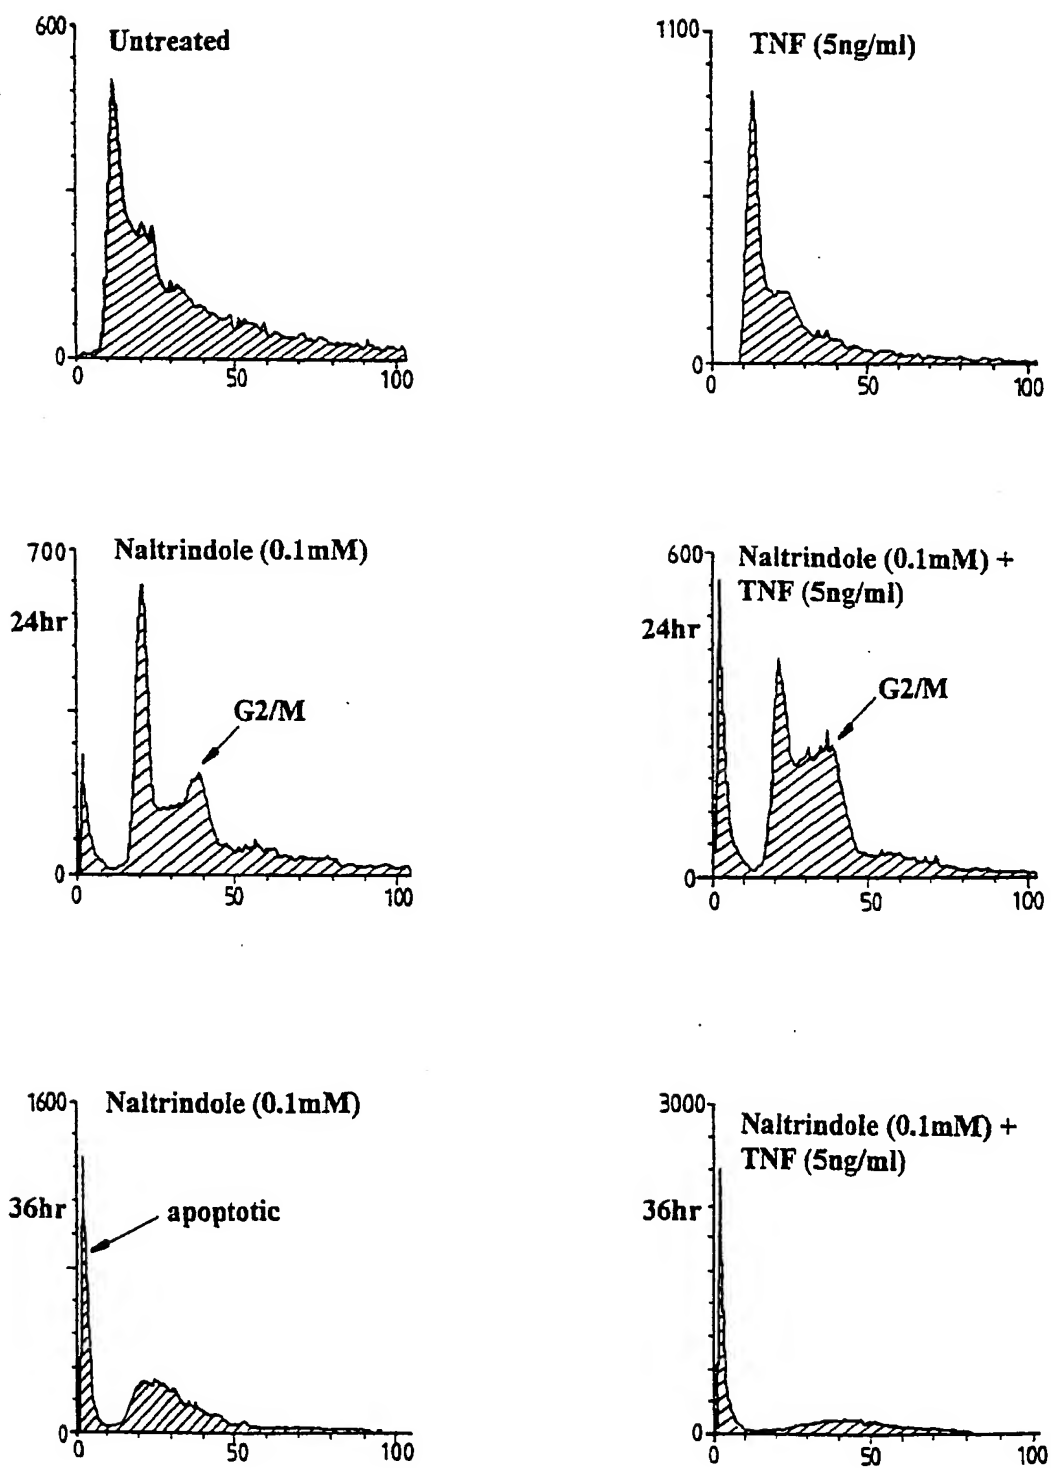 600
Untreated
0
0 50 100
1100
TNF (5ng/ml)
0
0 50 100
700
Naltrindole (0.1mM)
24hr
G2/M
0
0 50 100
600
Naltrindole (0.1mM) +
TNF (5ng/ml)
24hr
G2/M
0
0 50 100
1600
Naltrindole (0.1mM)
36hr
apoptotic
0
0 50 100
3000
Naltrindole (0.1mM) +
TNF (5ng/ml)
36hr
0
0 50 100